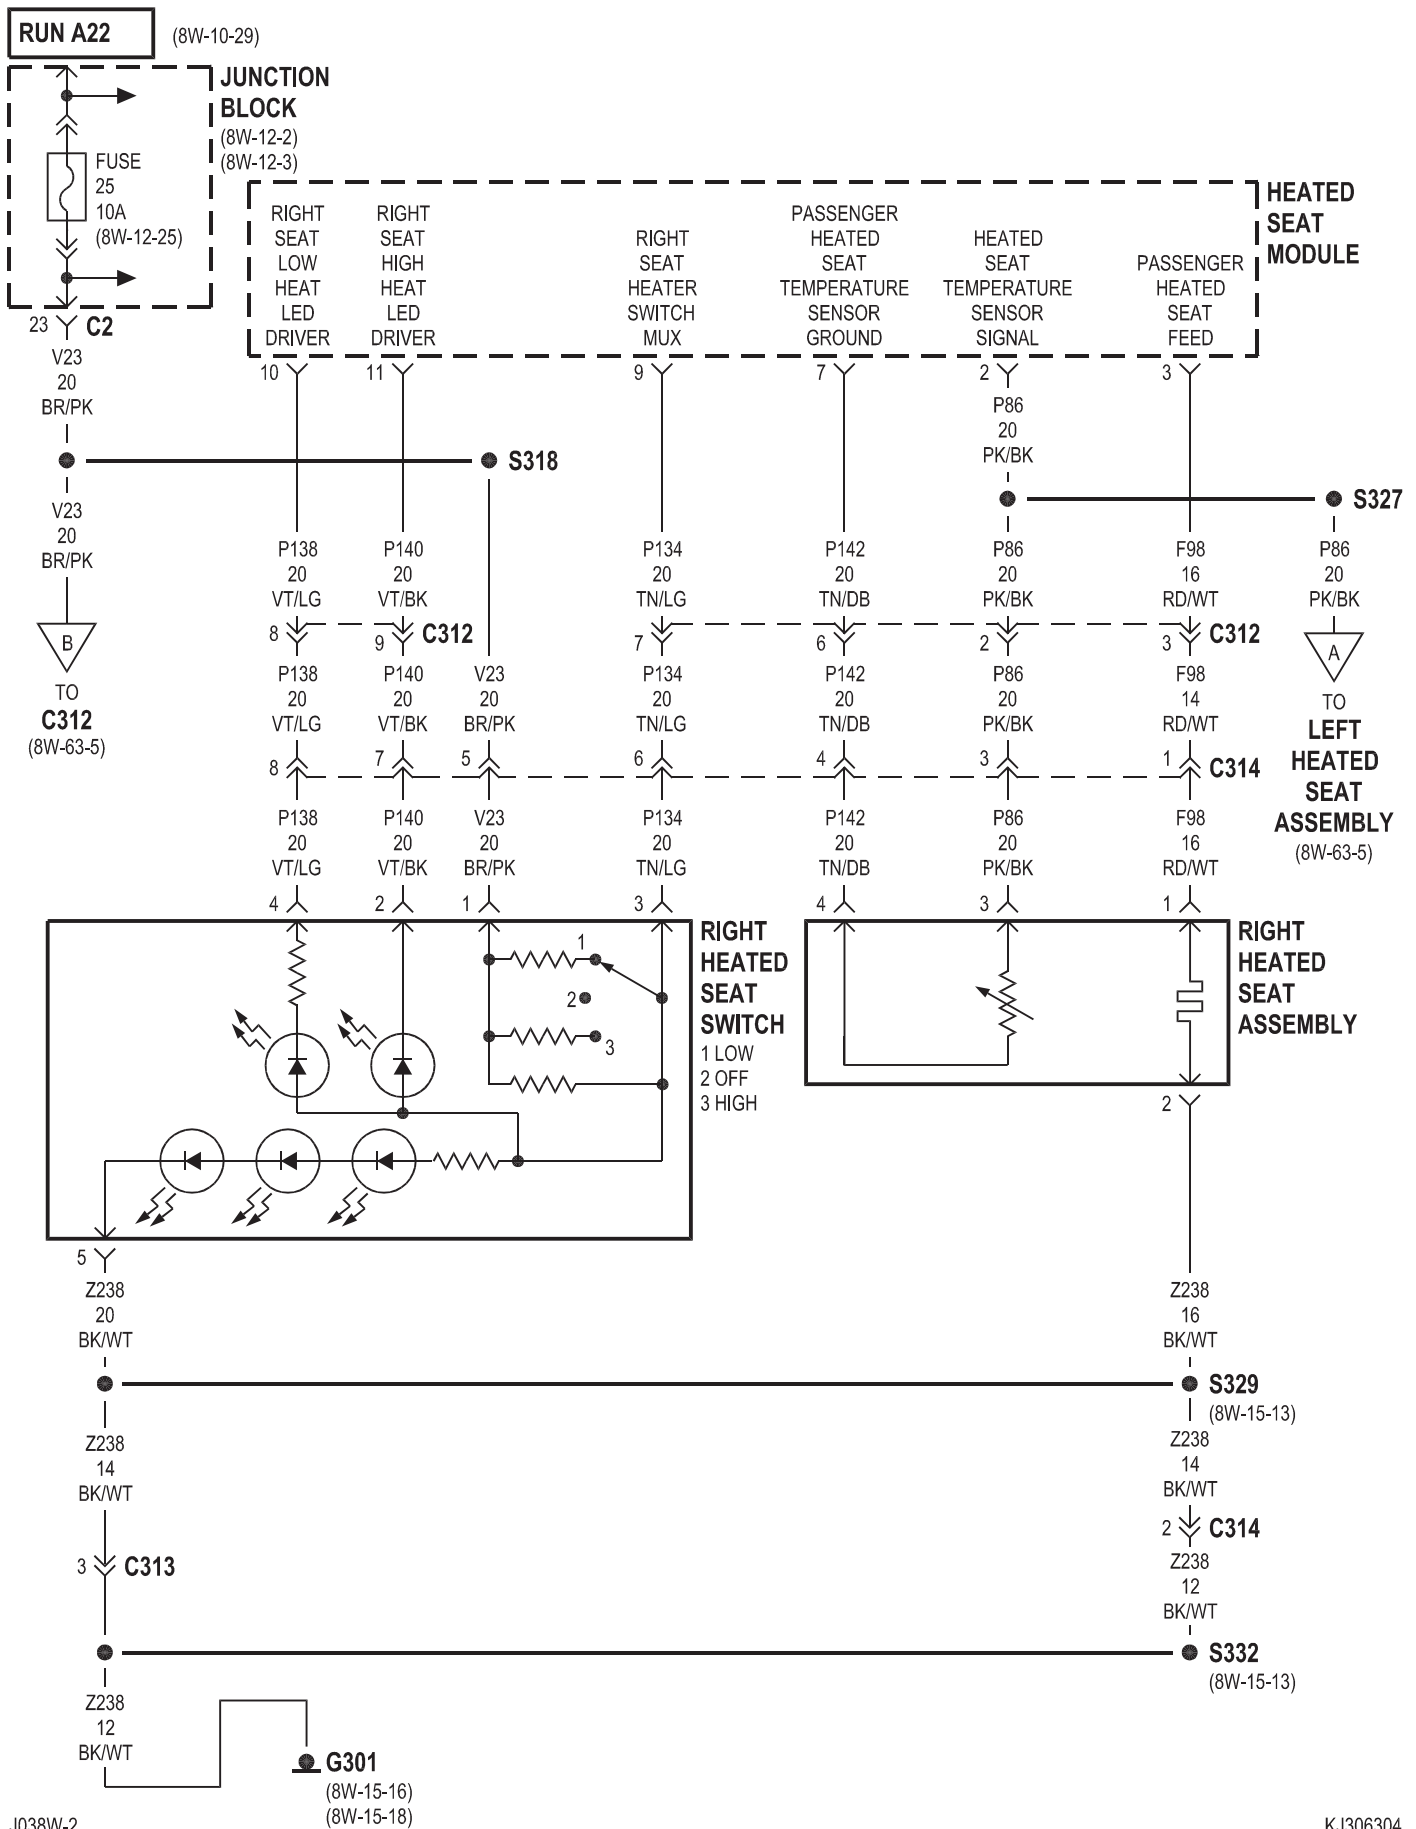 RUN A22
(8W-10-29)
JUNCTION
BLOCK
(8W-12-2)
(8W-12-3)
FUSE
25
10A
(8W-12-25)
23
C2
V23
20
BR/PK
HEATED
SEAT
MODULE
RIGHT
SEAT
LOW
HEAT
LED
DRIVER
RIGHT
SEAT
HIGH
HEAT
LED
DRIVER
RIGHT
SEAT
HEATER
SWITCH
MUX
PASSENGER
HEATED
SEAT
TEMPERATURE
SENSOR
GROUND
HEATED
SEAT
TEMPERATURE
SENSOR
SIGNAL
PASSENGER
HEATED
SEAT
FEED
10
11
9
7
2
3
P86
20
PK/BK
S318
S327
V23
20
BR/PK
B
TO
C312
(8W-63-5)
P138
20
VT/LG
P140
20
VT/BK
P134
20
TN/LG
P142
20
TN/DB
P86
20
PK/BK
F98
16
RD/WT
P86
20
PK/BK
8
9
C312
7
6
2
3
C312
A
TO
LEFT
HEATED
SEAT
ASSEMBLY
(8W-63-5)
P138
20
VT/LG
P140
20
VT/BK
V23
20
BR/PK
P134
20
TN/LG
P142
20
TN/DB
P86
20
PK/BK
F98
14
RD/WT
8
7
5
6
4
3
1
C314
P138
20
VT/LG
P140
20
VT/BK
V23
20
BR/PK
P134
20
TN/LG
P142
20
TN/DB
P86
20
PK/BK
F98
16
RD/WT
4
2
1
3
4
3
1
RIGHT
HEATED
SEAT
SWITCH
1 LOW
2 OFF
3 HIGH
1
2
3
RIGHT
HEATED
SEAT
ASSEMBLY
2
5
Z238
20
BK/WT
Z238
16
BK/WT
S329
(8W-15-13)
Z238
14
BK/WT
Z238
14
BK/WT
2
C314
3
C313
Z238
12
BK/WT
S332
(8W-15-13)
Z238
12
BK/WT
G301
(8W-15-16)
(8W-15-18)
J038W-2
KJ306304